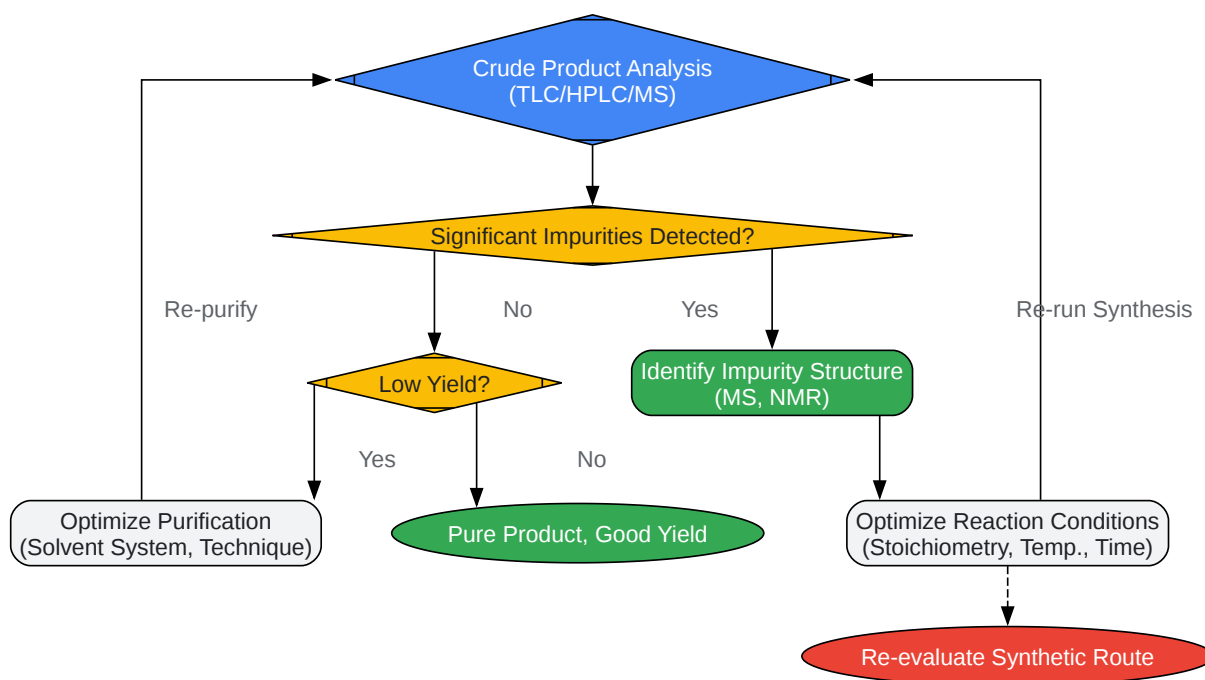 Crude Product Analysis
(TLC/HPLC/MS)
Significant Impurities Detected?
Re-purify
No
Yes
Re-run Synthesis
Low Yield?
Identify Impurity Structure
(MS, NMR)
Yes
No
Optimize Purification
(Solvent System, Technique)
Pure Product, Good Yield
Optimize Reaction Conditions
(Stoichiometry, Temp., Time)
Re-evaluate Synthetic Route